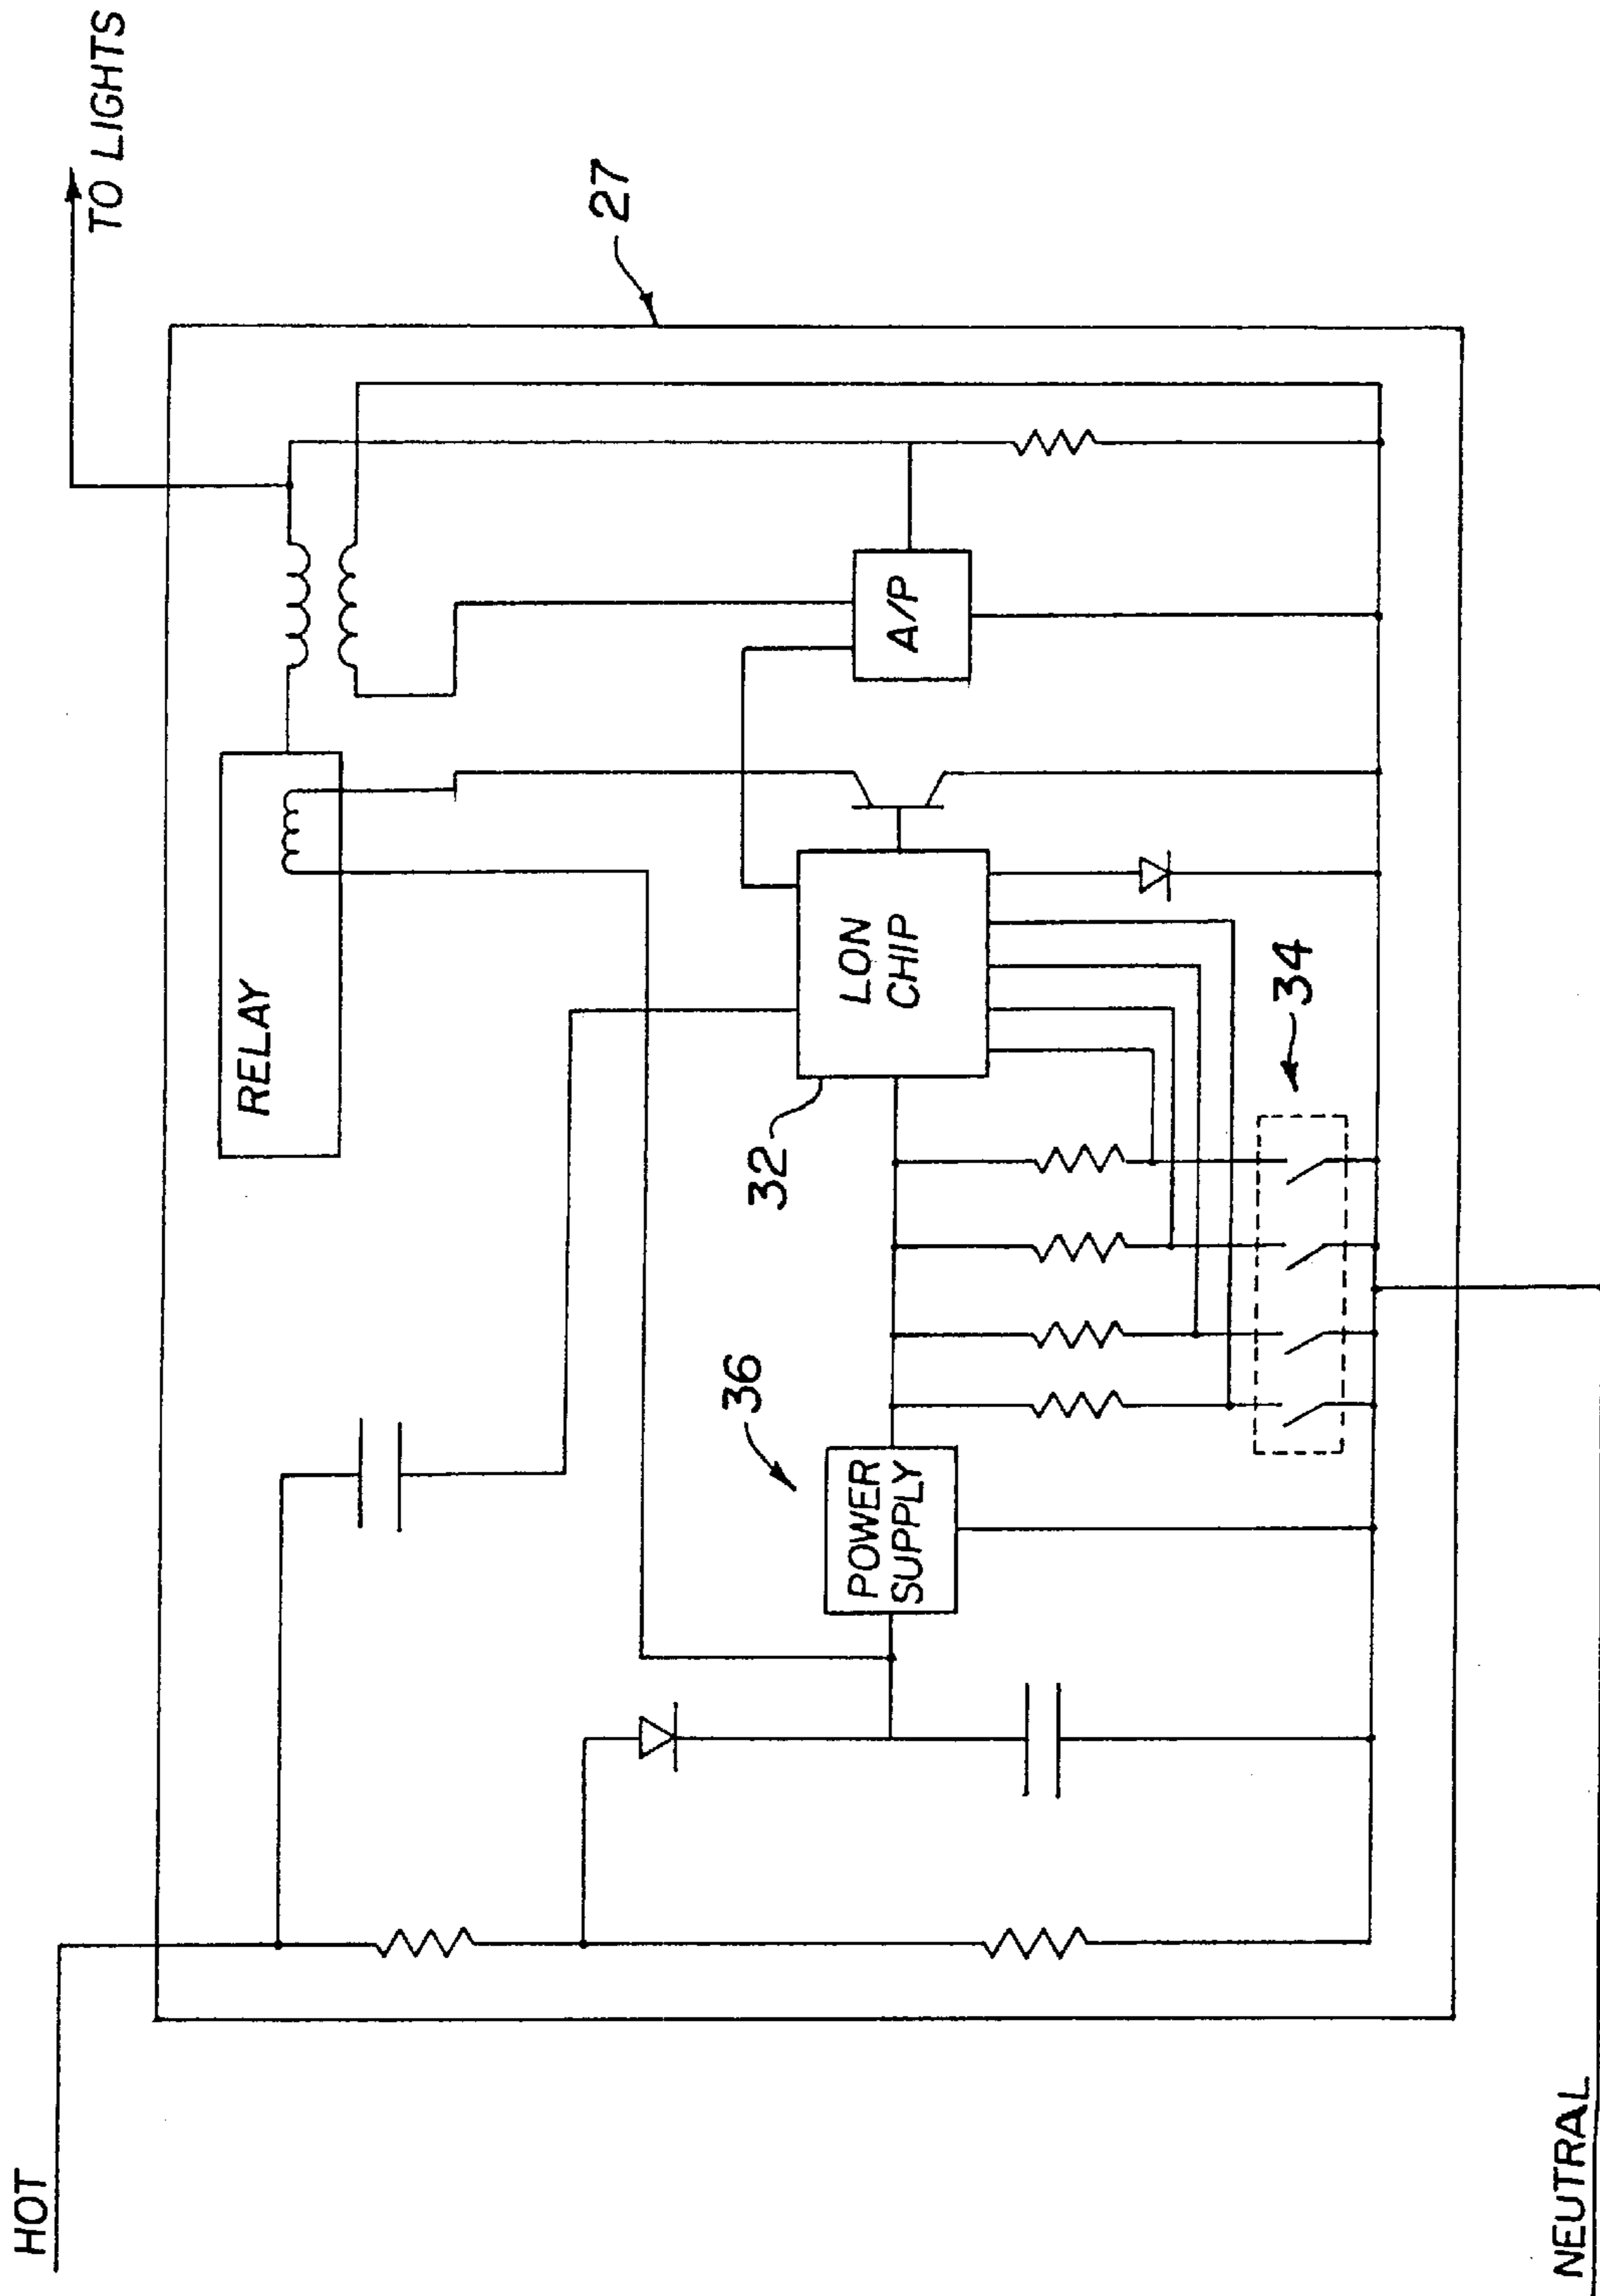 HOT
TO LIGHTS
RELAY
27
36
32
LON
CHIP
A/P
POWER
SUPPLY
34
NEUTRAL